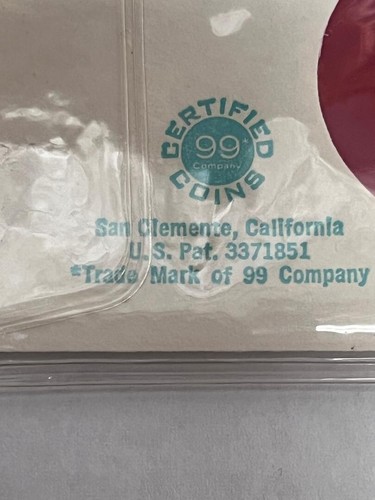 CERTIFIED
99
Company
COINS
San Clemente, California
U.S. Pat. 3371851
*Trade Mark of 99 Company